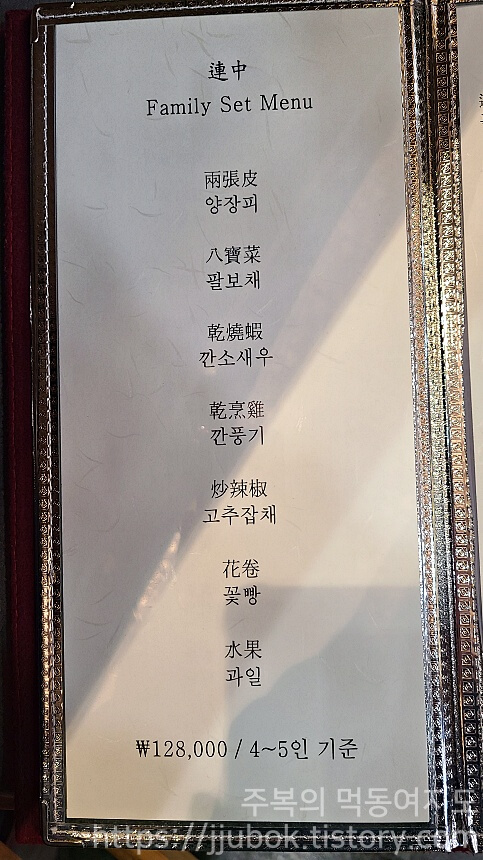 連中
Family Set Menu
兩張皮
양장피
八寶菜
팔보채
乾燒蝦
깐소새우
乾烹雞
깐풍기
炒辣椒
고추잡채
花卷
꽃빵
水果
과일
₩128,000 / 4~5인 기준
주복의 먹동여지도
https://jjubok.tistory.com